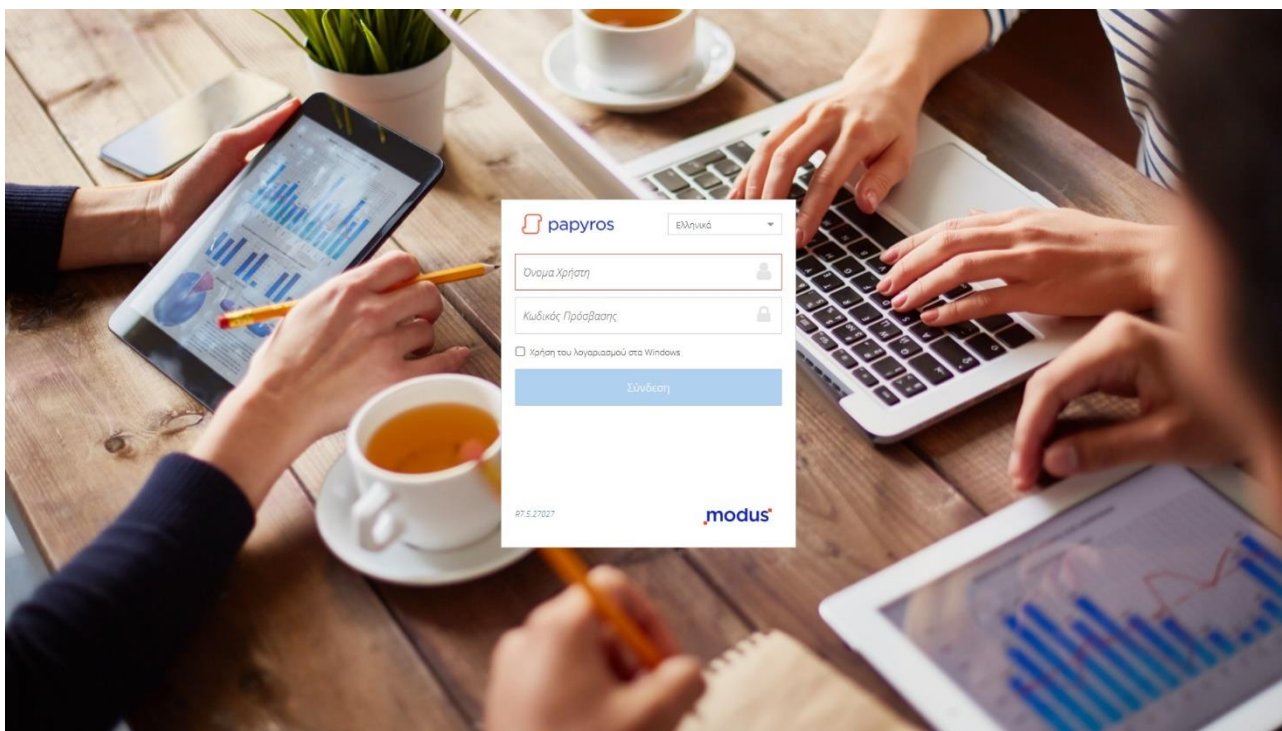 papyros
Ελληνικά
Όνομα Χρήστη
Κωδικός Πρόσβασης
Χρήση του λογαριασμού στα Windows
Σύνδεση
R7.5.27027
modus